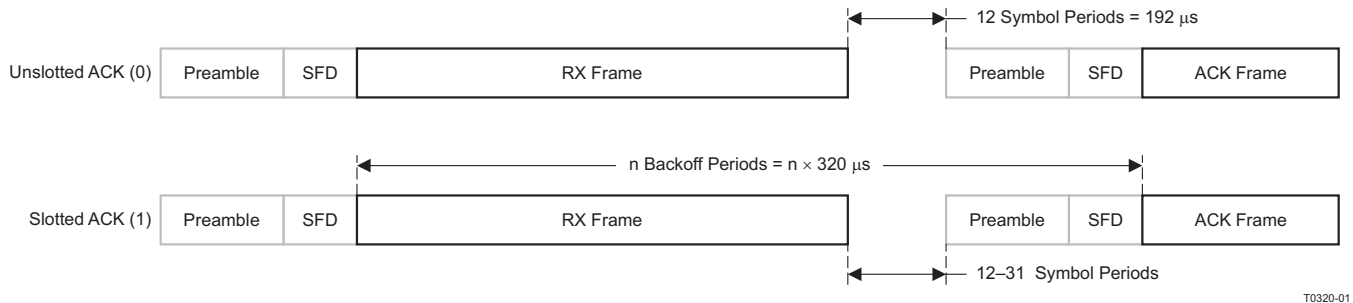 12 Symbol Periods = 192 μs
Unslotted ACK (0) Preamble SFD RX Frame Preamble SFD ACK Frame
n Backoff Periods = n × 320 μs
Slotted ACK (1) Preamble SFD RX Frame Preamble SFD ACK Frame
12–31 Symbol Periods
T0320-01